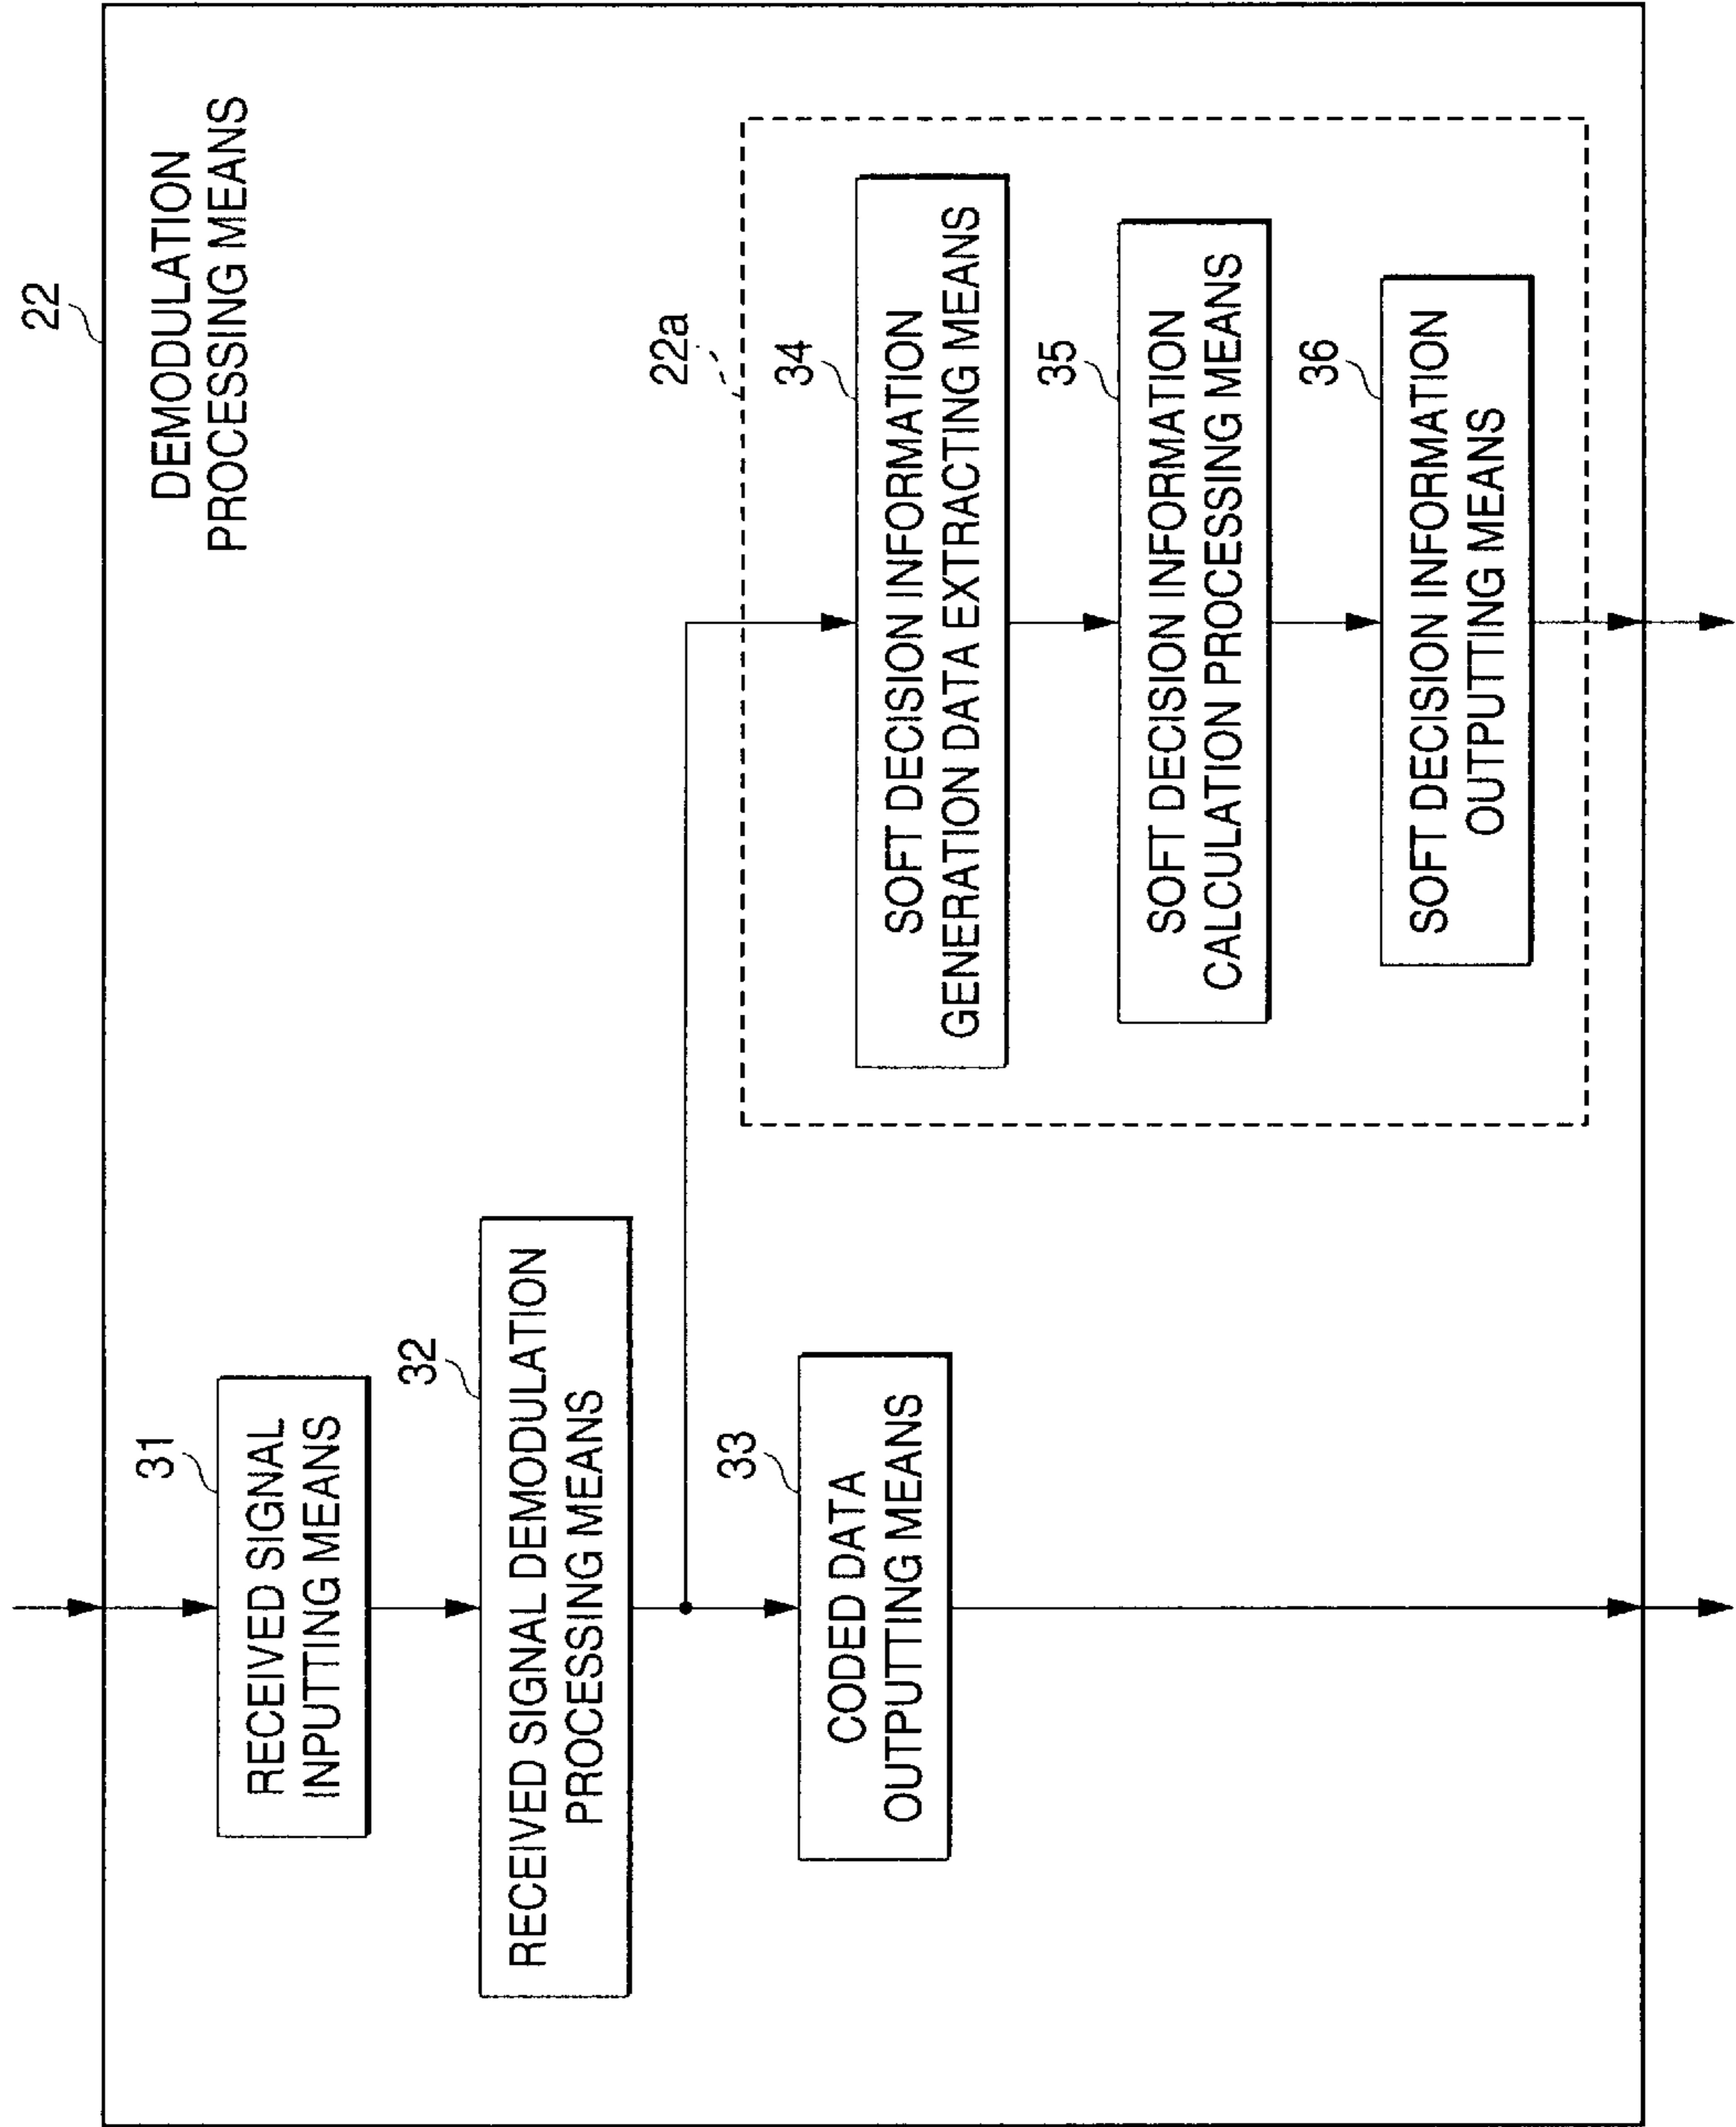 22
DEMODULATION
PROCESSING MEANS
31
RECEIVED SIGNAL
INPUTTING MEANS
32
RECEIVED SIGNAL DEMODULATION
PROCESSING MEANS
33
CODED DATA
OUTPUTTING MEANS
22a
34
SOFT DECISION INFORMATION
GENERATION DATA EXTRACTING MEANS
35
SOFT DECISION INFORMATION
CALCULATION PROCESSING MEANS
36
SOFT DECISION INFORMATION
OUTPUTTING MEANS